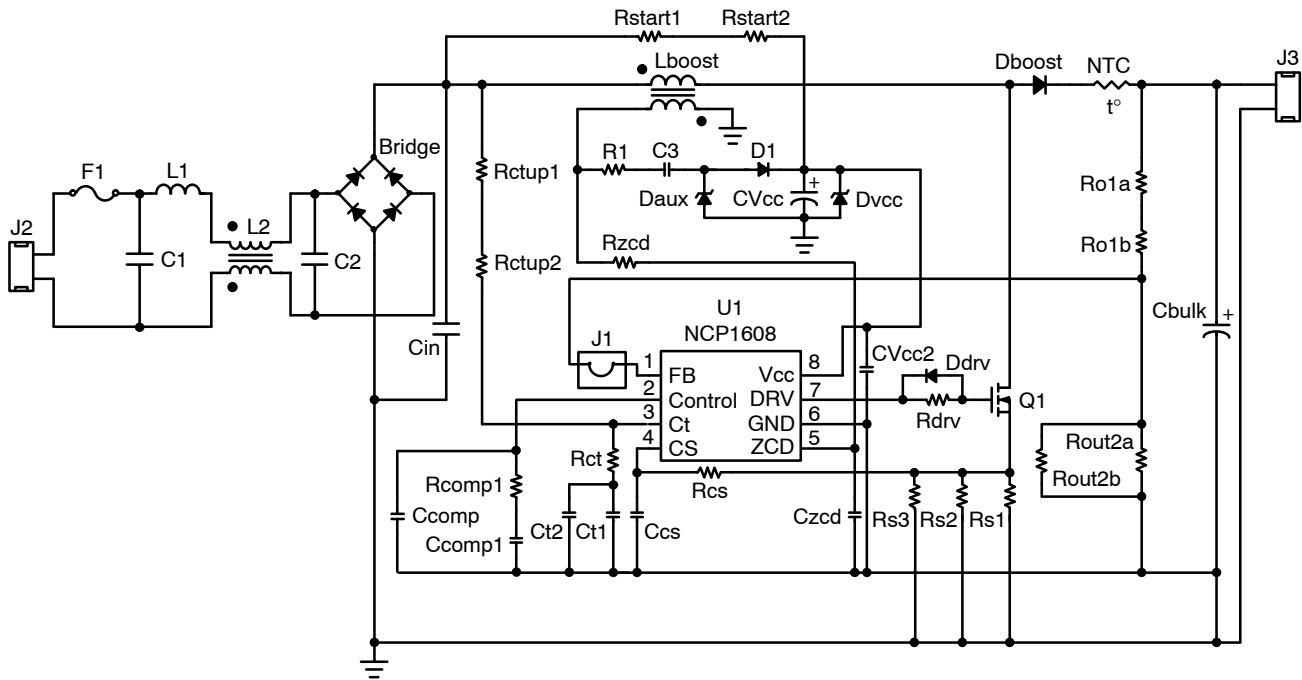 Rstart1 Rstart2
Lboost
Dboost NTC J3
t°
Bridge
R1 C3 D1
F1 L1 Rctup1
Daux CVcc + Dvcc
Ro1a
J2 L2
Rzcd Ro1b
C1 C2 Rctup2
U1
NCP1608
Cbulk +
Cin J1
CVcc2 Ddrv
1 FB Vcc 8
2 Control DRV 7
3 Ct GND 6
4 CS ZCD 5
Rdrv Q1
Rct Rout2a
Rcs Rout2b
Rcomp1
Ccomp
Ccomp1
Ct2 Ct1 Ccs Czcd Rs3 Rs2 Rs1